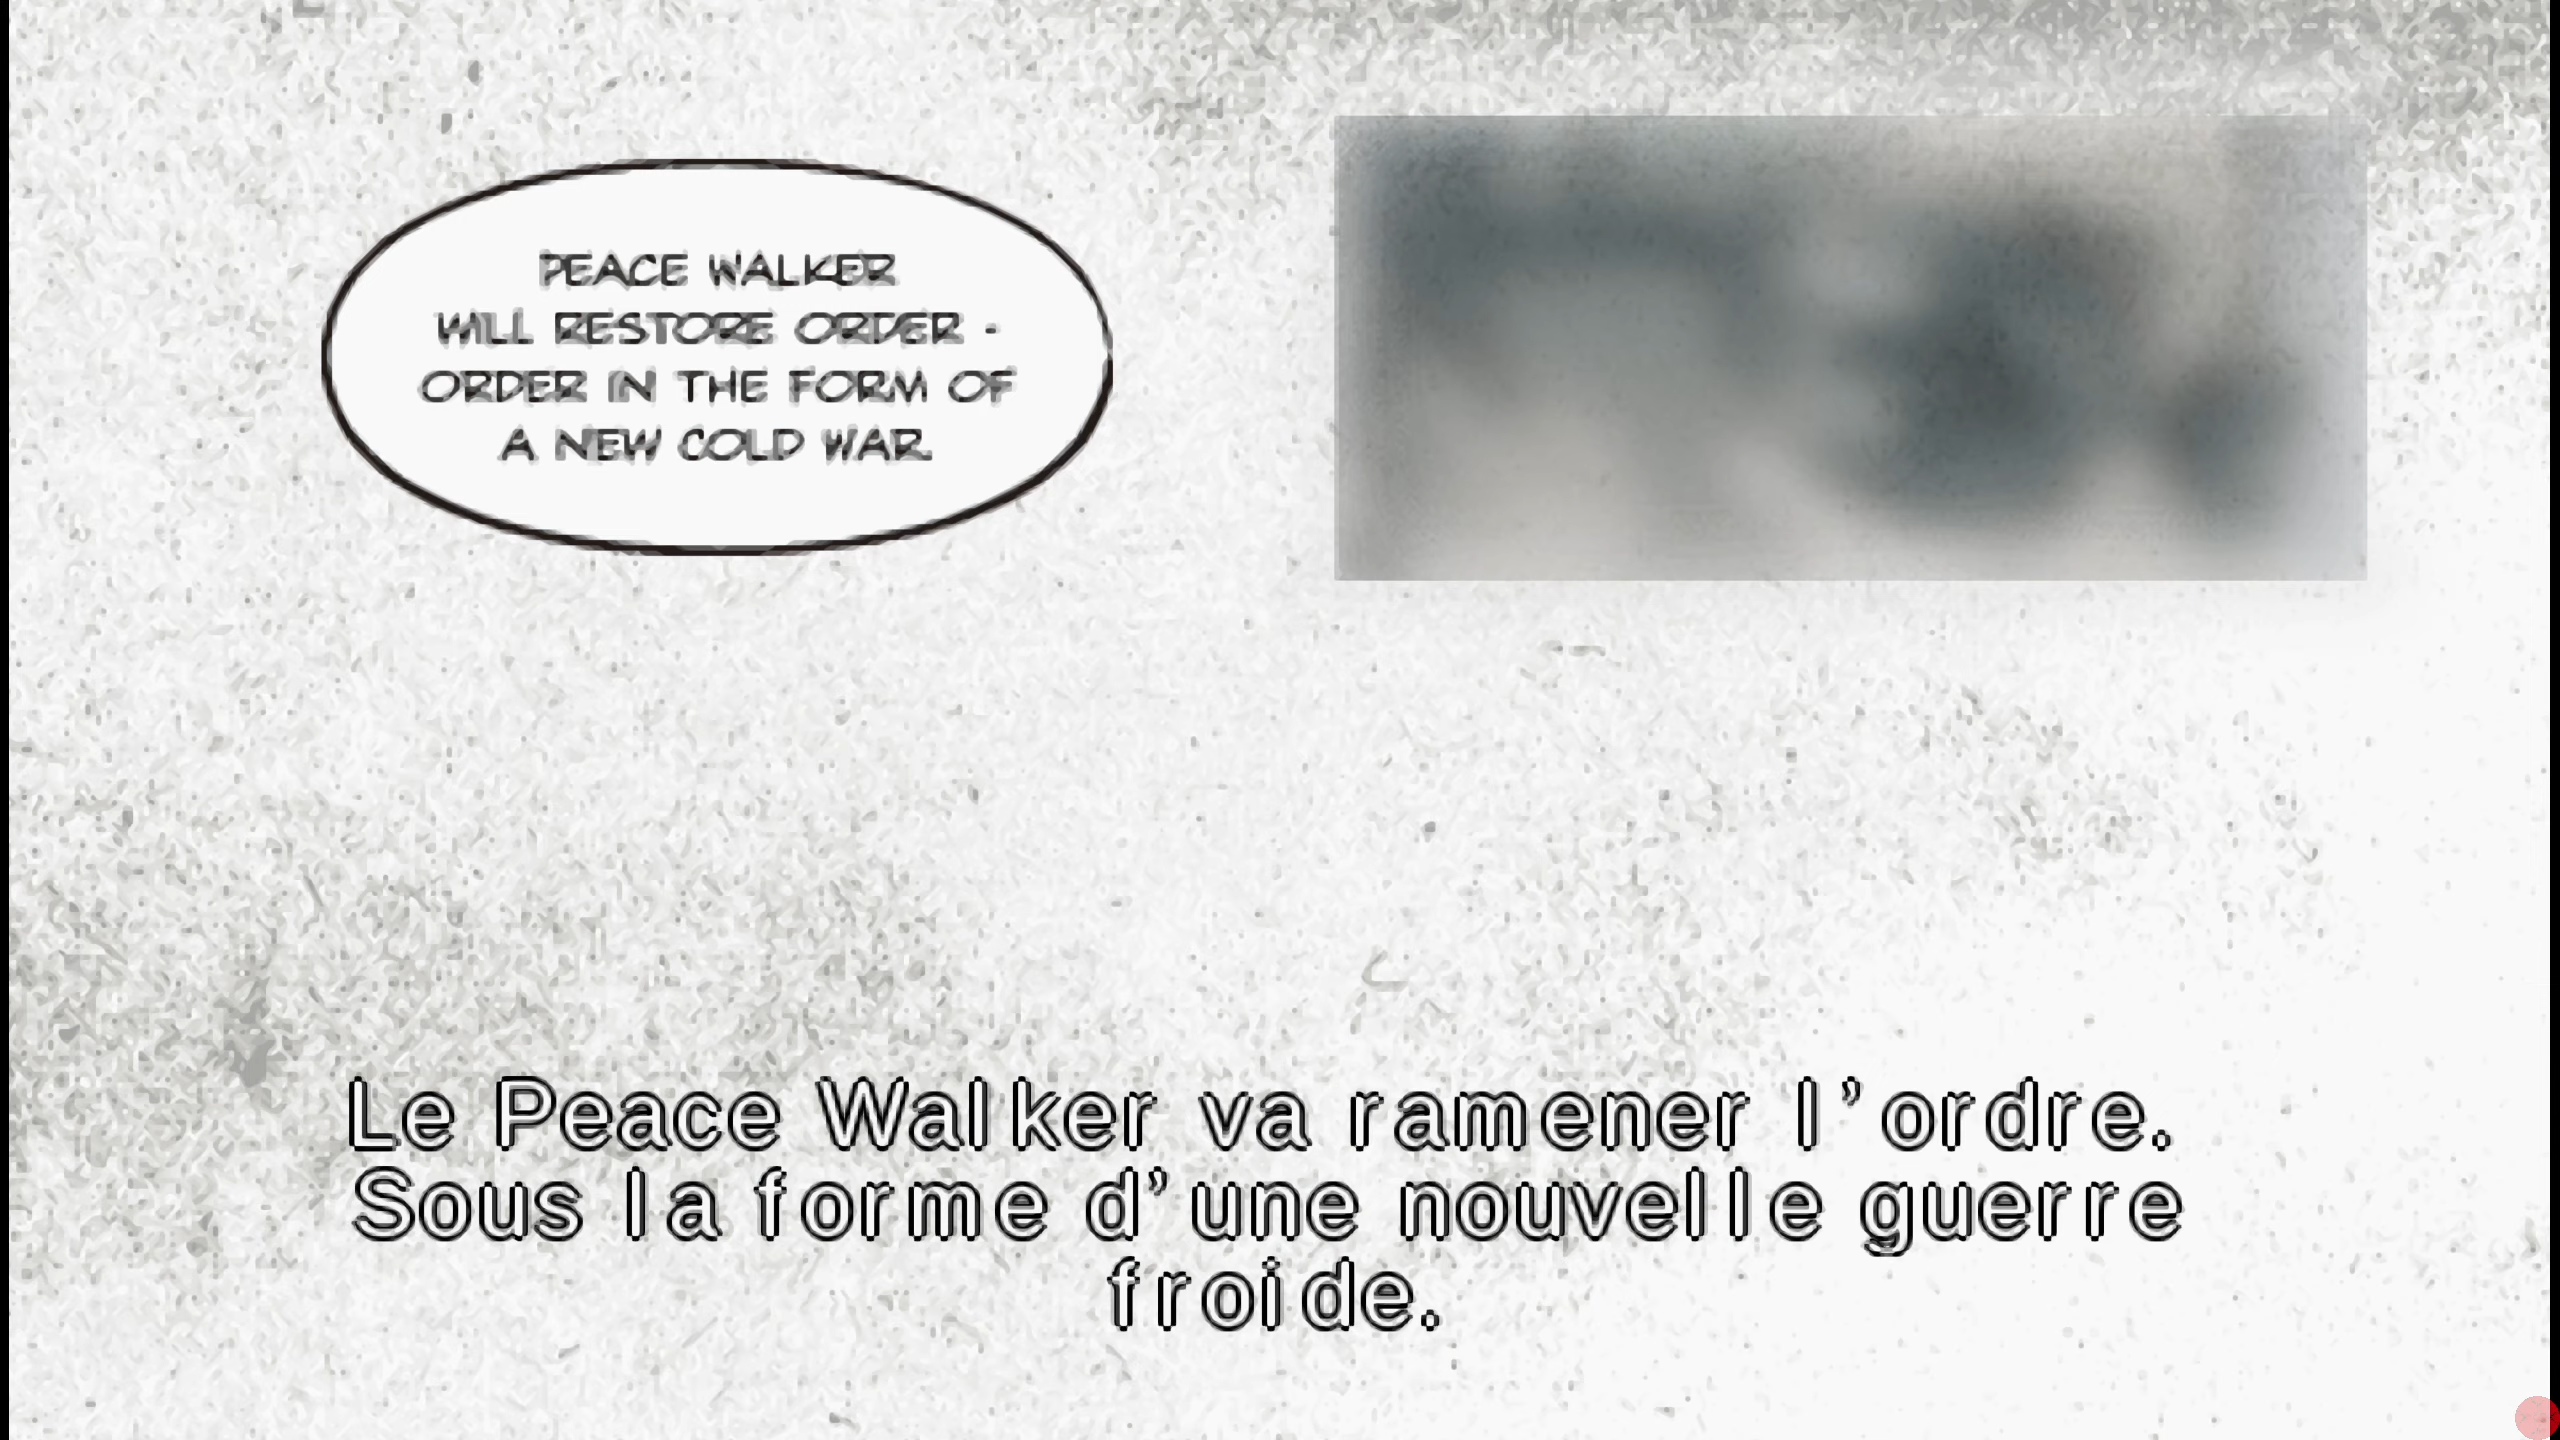 PEACE WALKER
WILL RESTORE ORDER -
ORDER IN THE FORM OF
A NEW COLD WAR.
Le Peace Walker va ramener l’ordre.
Sous la forme d’une nouvelle guerre
froide.